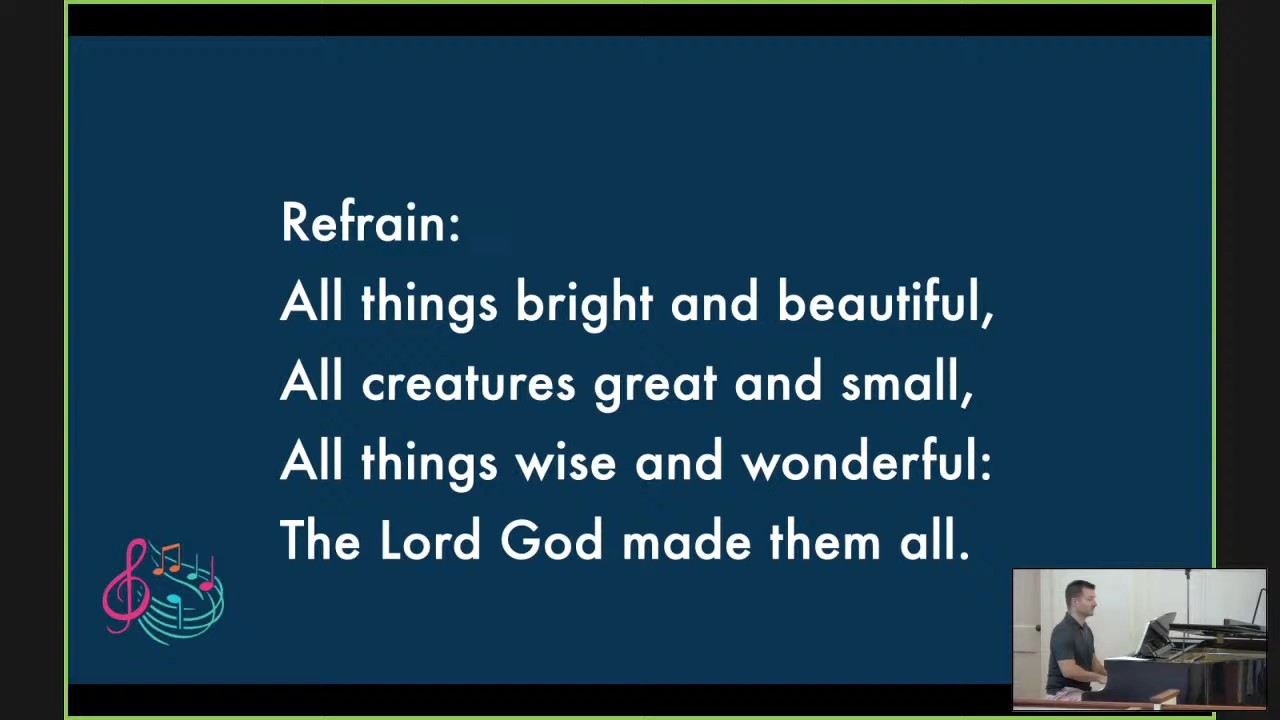 Refrain:
All things bright and beautiful,
All creatures great and small,
All things wise and wonderful:
The Lord God made them all.